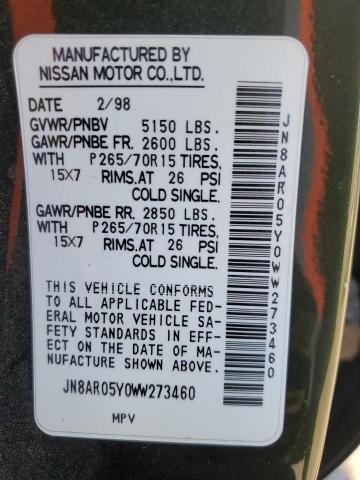 MANUFACTURED BY
NISSAN MOTOR CO.,LTD.
DATE 2/98
GVWR/PNBV 5150 LBS.
GAWR/PNBE FR. 2600 LBS.
WITH P265/70R15 TIRES,
15X7 RIMS.AT 26 PSI
COLD SINGLE.
GAWR/PNBE RR. 2850 LBS.
WITH P265/70R15 TIRES,
15X7 RIMS.AT 26 PSI
COLD SINGLE.
THIS VEHICLE CONFORMS
TO ALL APPLICABLE FED-
ERAL MOTOR VEHICLE SA-
FETY STANDARDS IN EFF-
ECT ON THE DATE OF MA-
NUFACTURE SHOWN ABOVE.
JN8AR05Y0WW273460
MPV
JN8AR05Y0WW273460